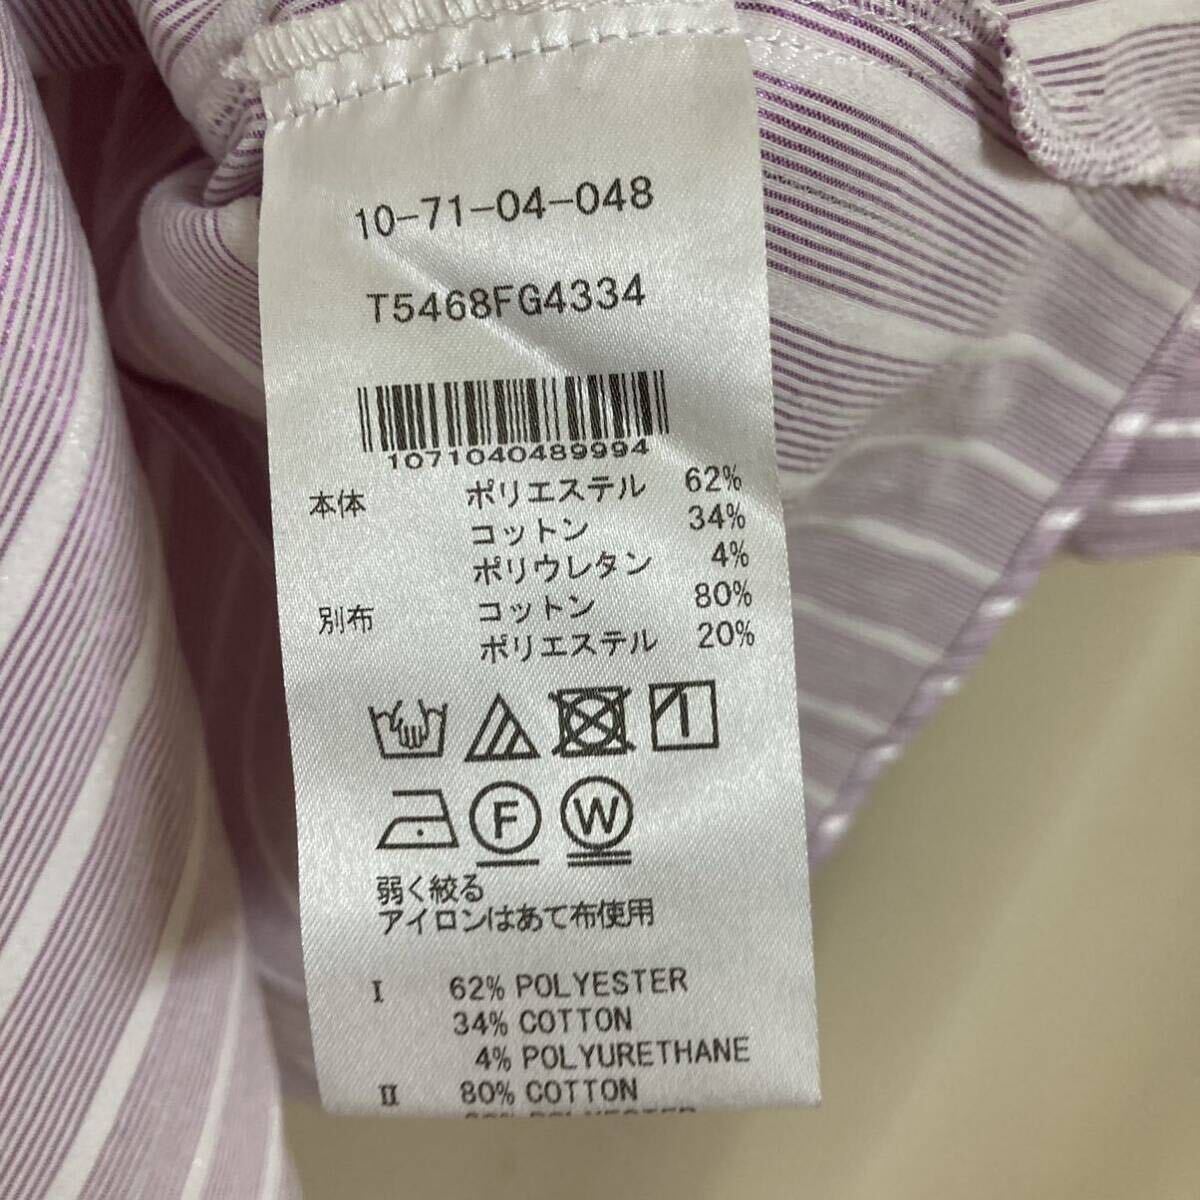 10-71-04-048
T5468FG4334
1071040489994
本体 ポリエステル 62%
コットン 34%
ポリウレタン 4%
別布 コットン 80%
ポリエステル 20%
F W
弱く絞る
アイロンはあて布使用
I 62% POLYESTER
34% COTTON
4% POLYURETHANE
II 80% COTTON